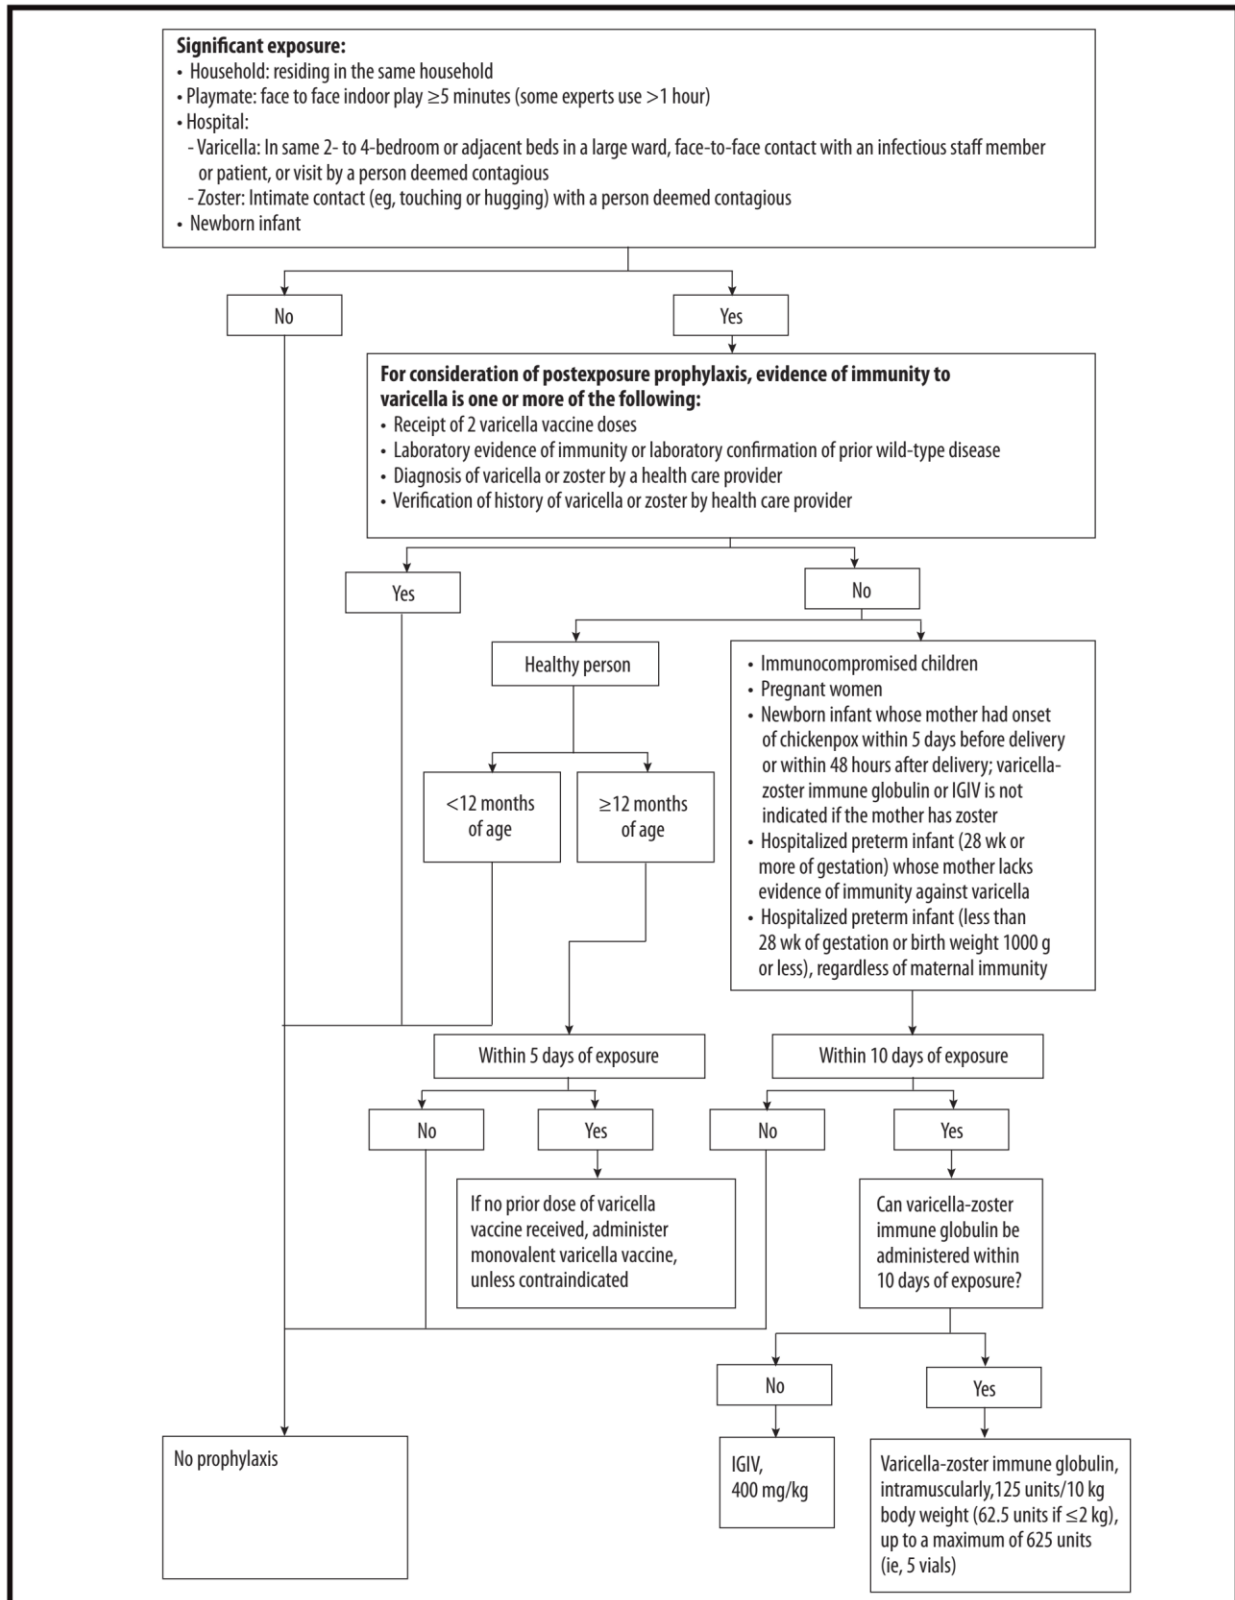 Significant exposure:
• Household: residing in the same household
• Playmate: face to face indoor play ≥5 minutes (some experts use >1 hour)
• Hospital:
- Varicella: In same 2- to 4-bedroom or adjacent beds in a large ward, face-to-face contact with an infectious staff member
or patient, or visit by a person deemed contagious
- Zoster: Intimate contact (eg, touching or hugging) with a person deemed contagious
• Newborn infant
No
Yes
For consideration of postexposure prophylaxis, evidence of immunity to
varicella is one or more of the following:
• Receipt of 2 varicella vaccine doses
• Laboratory evidence of immunity or laboratory confirmation of prior wild-type disease
• Diagnosis of varicella or zoster by a health care provider
• Verification of history of varicella or zoster by health care provider
Yes
No
Healthy person
• Immunocompromised children
• Pregnant women
• Newborn infant whose mother had onset
of chickenpox within 5 days before delivery
or within 48 hours after delivery; varicella-
zoster immune globulin or IGIV is not
indicated if the mother has zoster
• Hospitalized preterm infant (28 wk or
more of gestation) whose mother lacks
evidence of immunity against varicella
• Hospitalized preterm infant (less than
28 wk of gestation or birth weight 1000 g
or less), regardless of maternal immunity
<12 months
of age
≥12 months
of age
Within 5 days of exposure
Within 10 days of exposure
No
Yes
No
Yes
If no prior dose of varicella
vaccine received, administer
monovalent varicella vaccine,
unless contraindicated
Can varicella-zoster
immune globulin be
administered within
10 days of exposure?
No
Yes
No prophylaxis
IGIV,
400 mg/kg
Varicella-zoster immune globulin,
intramuscularly,125 units/10 kg
body weight (62.5 units if ≤2 kg),
up to a maximum of 625 units
(ie, 5 vials)